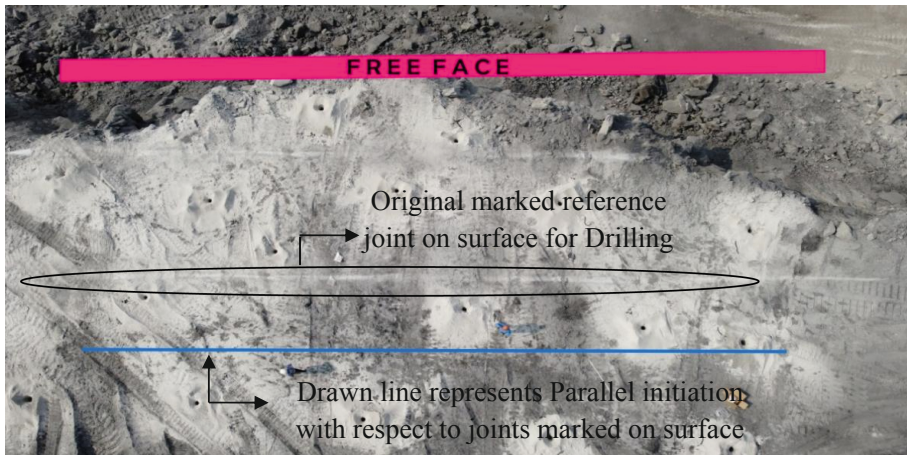 FREE FACE
Original marked reference
joint on surface for Drilling
Drawn line represents Parallel initiation
with respect to joints marked on surface